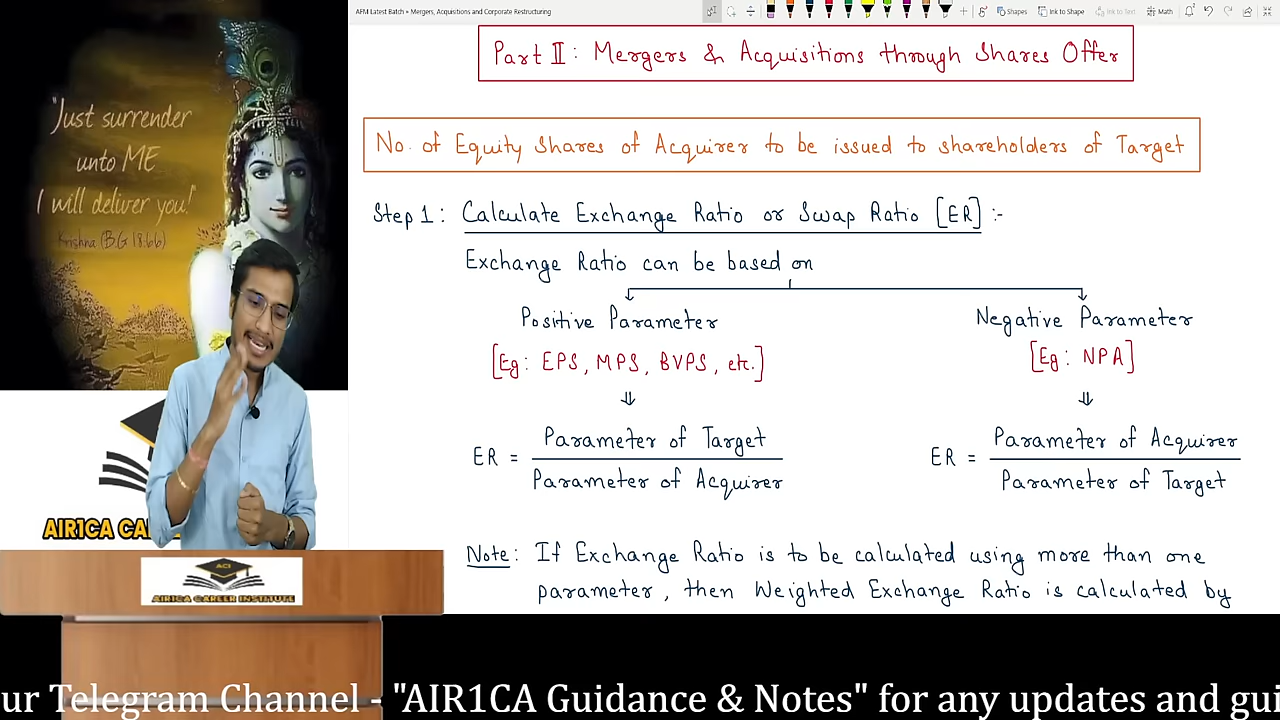 AFM Latest Batch » Mergers, Acquisitions and Corporate Restructuring
Shapes Ink to Shape Ink to Text Math
Part II : Mergers & Acquisitions through Shares Offer
No. of Equity Shares of Acquirer to be issued to shareholders of Target
Step 1 : Calculate Exchange Ratio or Swap Ratio [ER] :-
Exchange Ratio can be based on
Positive Parameter
[Eg : EPS, MPS, BVPS, etc.]
⇓
ER = Parameter of Target
Parameter of Acquirer
Negative Parameter
[Eg : NPA]
⇓
ER = Parameter of Acquirer
Parameter of Target
Note : If Exchange Ratio is to be calculated using more than one
parameter, then Weighted Exchange Ratio is calculated by
"Just surrender
unto ME
I will deliver you!"
Krishna (B.G 18:66)
AIR1CA CA
ACI
AIR1CA CAREER INSTITUTE
ur Telegram Channel - "AIR1CA Guidance & Notes" for any updates and gui